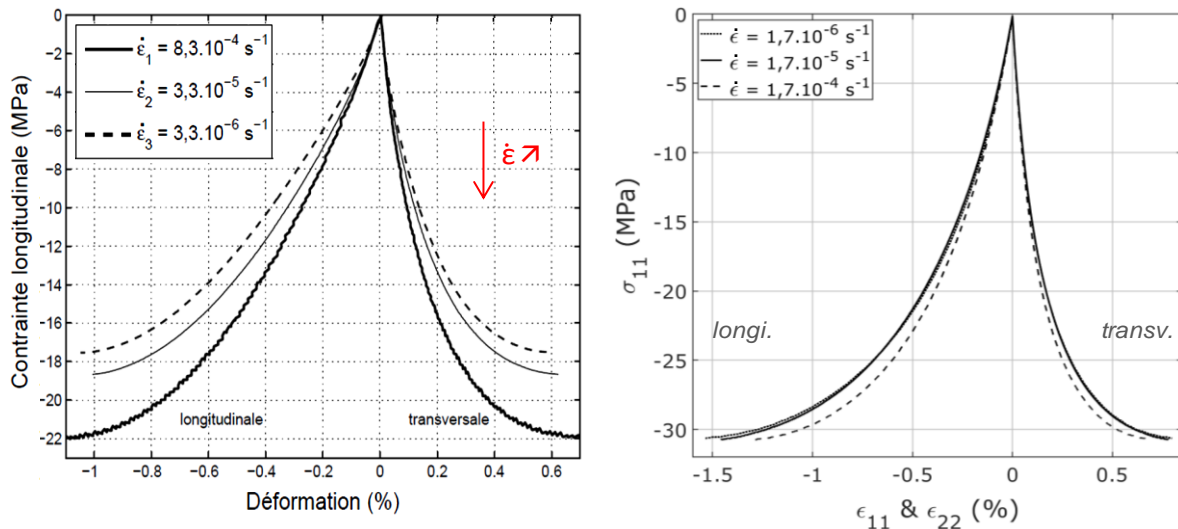 ε̇₁ = 8,3.10⁻⁴ s⁻¹
ε̇₂ = 3,3.10⁻⁵ s⁻¹
ε̇₃ = 3,3.10⁻⁶ s⁻¹
ε̇ ↗
0
−2
−4
−6
−8
−10
−12
−14
−16
−18
−20
−22
Contrainte longitudinale (MPa)
longitudinale
transversale
−1 −0.8 −0.6 −0.4 −0.2 0 0.2 0.4 0.6
Déformation (%)
ϵ̇ = 1,7.10⁻⁶ s⁻¹
ϵ̇ = 1,7.10⁻⁵ s⁻¹
ϵ̇ = 1,7.10⁻⁴ s⁻¹
0
-5
-10
-15
-20
-25
-30
σ₁₁ (MPa)
longi.
transv.
-1.5 -1 -0.5 0 0.5
ϵ₁₁ & ϵ₂₂ (%)